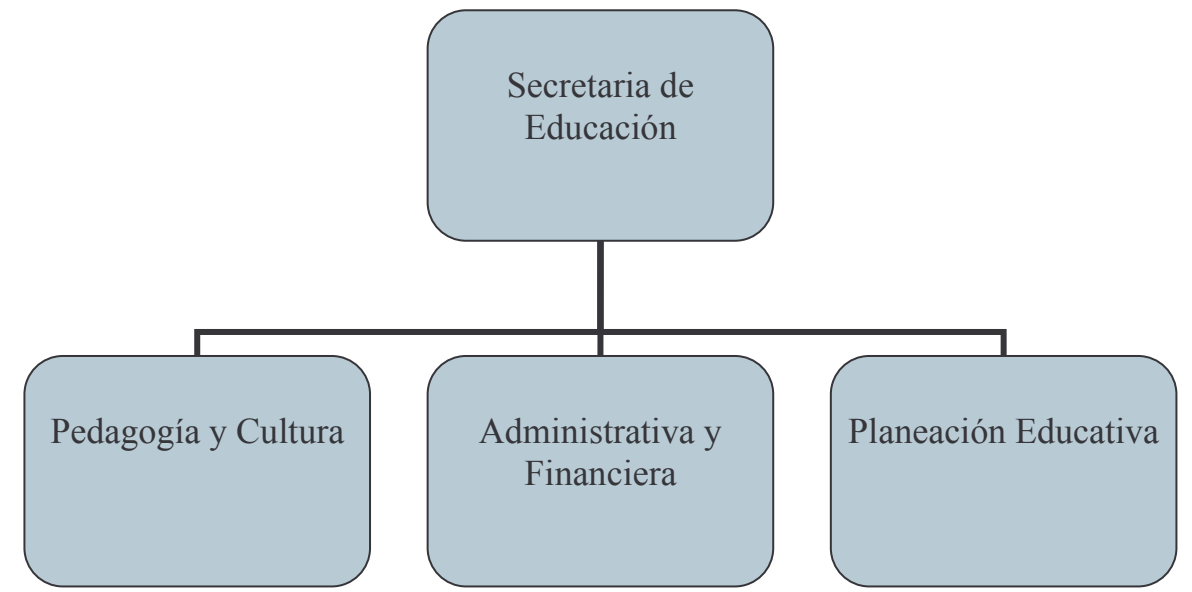 Secretaria de
Educación
Pedagogía y Cultura
Administrativa y
Financiera
Planeación Educativa